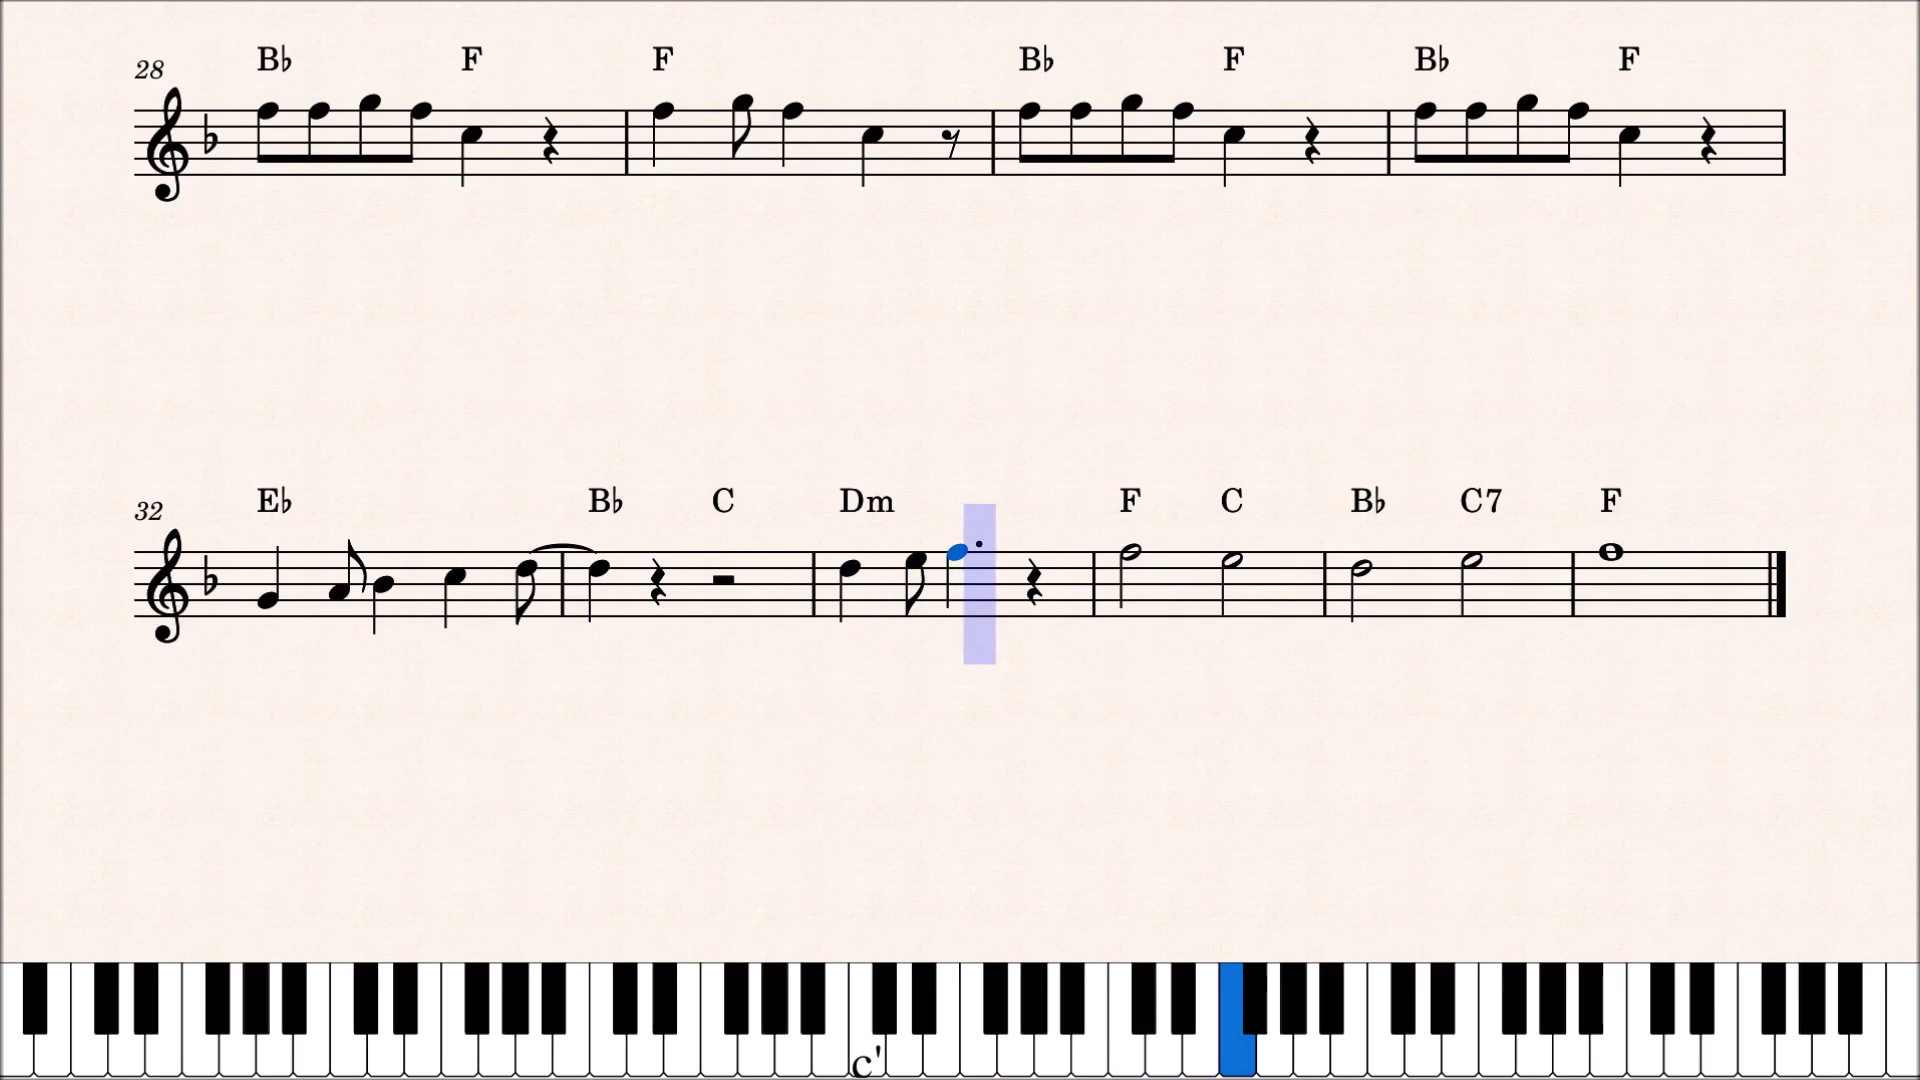 28 B♭ F F B♭ F B♭ F
32 E♭ B♭ C Dm F C B♭ C7 F
c'